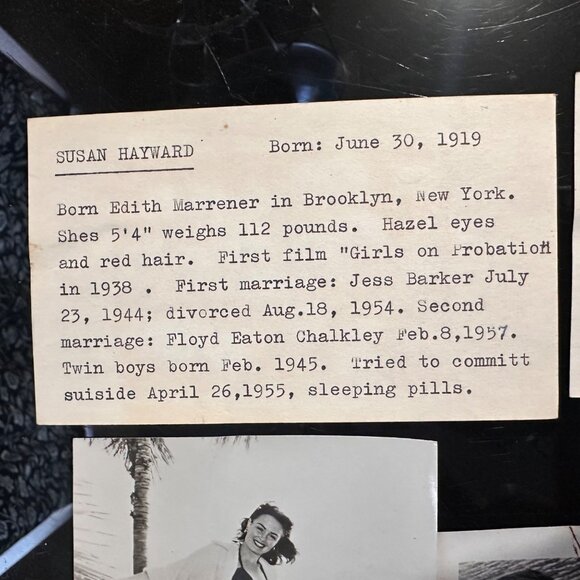 SUSAN HAYWARD Born: June 30, 1919
Born Edith Marrener in Brooklyn, New York.
Shes 5'4" weighs 112 pounds. Hazel eyes
and red hair. First film "Girls on Probation
in 1938 . First marriage: Jess Barker July
23, 1944; divorced Aug.18, 1954. Second
marriage: Floyd Eaton Chalkley Feb.8,1957.
Twin boys born Feb. 1945. Tried to committ
suiside April 26,1955, sleeping pills.